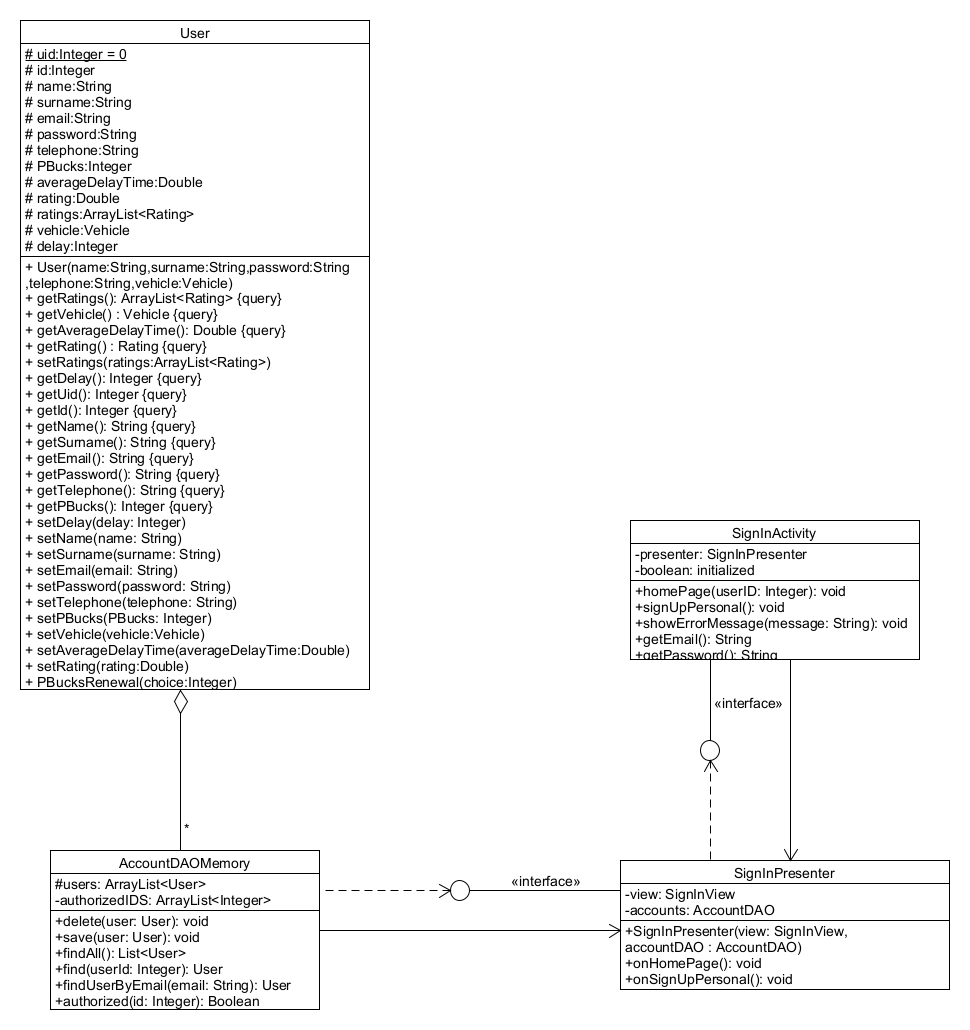 User
# uid:Integer = 0
# id:Integer
# name:String
# surname:String
# email:String
# password:String
# telephone:String
# PBucks:Integer
# averageDelayTime:Double
# rating:Double
# ratings:ArrayList<Rating>
# vehicle:Vehicle
# delay:Integer
+ User(name:String,surname:String,password:String
,telephone:String,vehicle:Vehicle)
+ getRatings(): ArrayList<Rating> {query}
+ getVehicle() : Vehicle {query}
+ getAverageDelayTime(): Double {query}
+ getRating() : Rating {query}
+ setRatings(ratings:ArrayList<Rating>)
+ getDelay(): Integer {query}
+ getUid(): Integer {query}
+ getId(): Integer {query}
+ getName(): String {query}
+ getSurname(): String {query}
+ getEmail(): String {query}
+ getPassword(): String {query}
+ getTelephone(): String {query}
+ getPBucks(): Integer {query}
+ setDelay(delay: Integer)
+ setName(name: String)
+ setSurname(surname: String)
+ setEmail(email: String)
+ setPassword(password: String)
+ setTelephone(telephone: String)
+ setPBucks(PBucks: Integer)
+ setVehicle(vehicle:Vehicle)
+ setAverageDelayTime(averageDelayTime:Double)
+ setRating(rating:Double)
+ PBucksRenewal(choice:Integer)
SignInActivity
-presenter: SignInPresenter
-boolean: initialized
+homePage(userID: Integer): void
+signUpPersonal(): void
+showErrorMessage(message: String): void
+getEmail(): String
+getPassword(): String
«interface»
*
AccountDAOMemory
#users: ArrayList<User>
-authorizedIDS: ArrayList<Integer>
+delete(user: User): void
+save(user: User): void
+findAll(): List<User>
+find(userId: Integer): User
+findUserByEmail(email: String): User
+authorized(id: Integer): Boolean
«interface»
SignInPresenter
-view: SignInView
-accounts: AccountDAO
+SignInPresenter(view: SignInView,
accountDAO : AccountDAO)
+onHomePage(): void
+onSignUpPersonal(): void